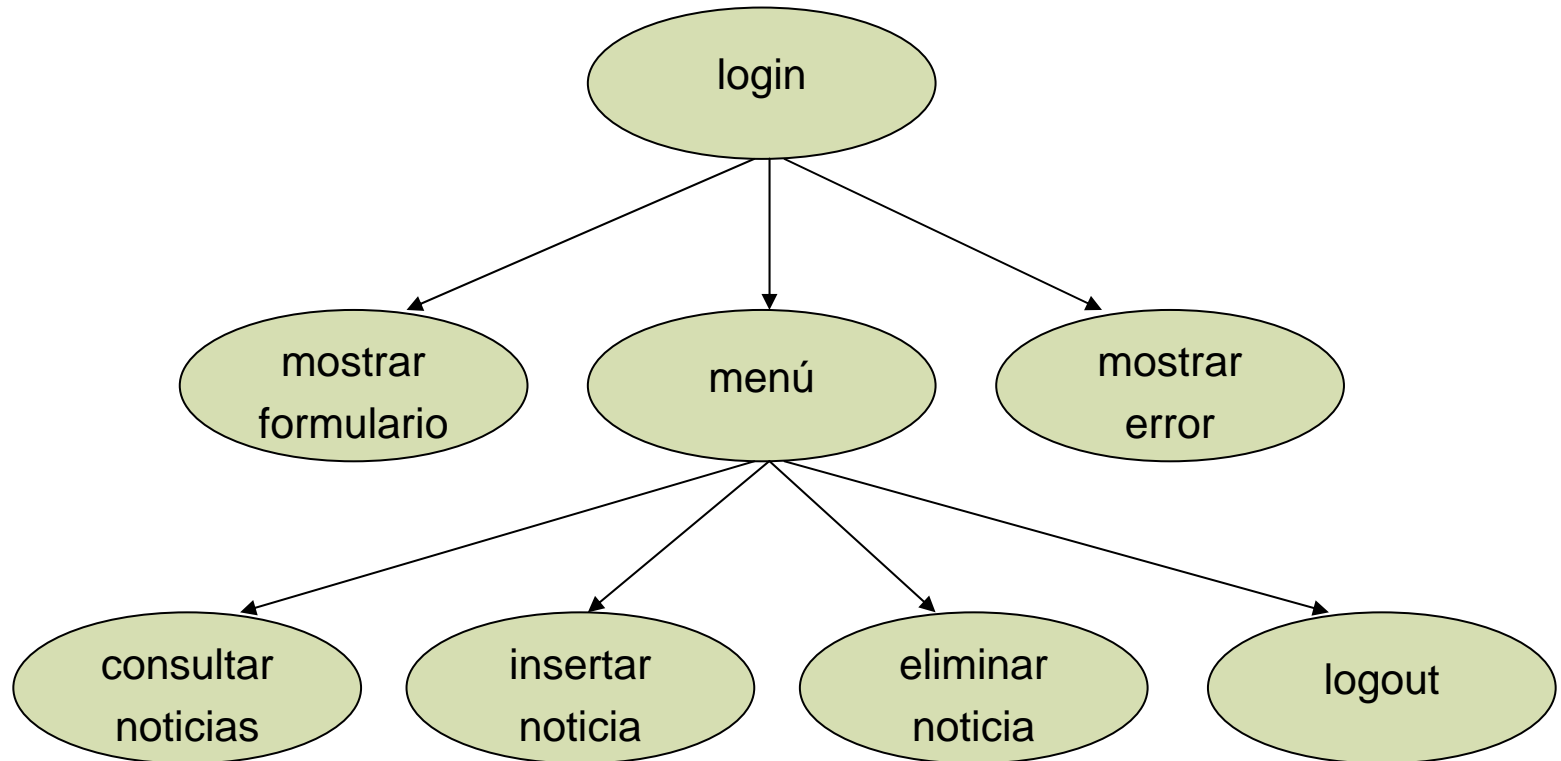 login
mostrar
formulario
menú
mostrar
error
consultar
noticias
insertar
noticia
eliminar
noticia
logout